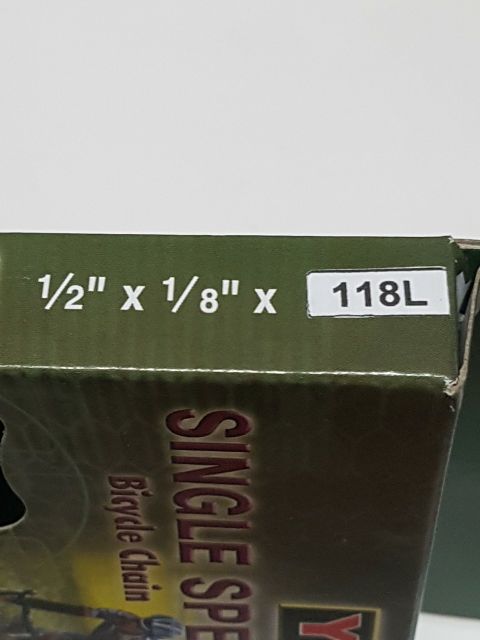 1/2" x 1/8" x 118L
SINGLE SPE
Bicycle Chain
Y